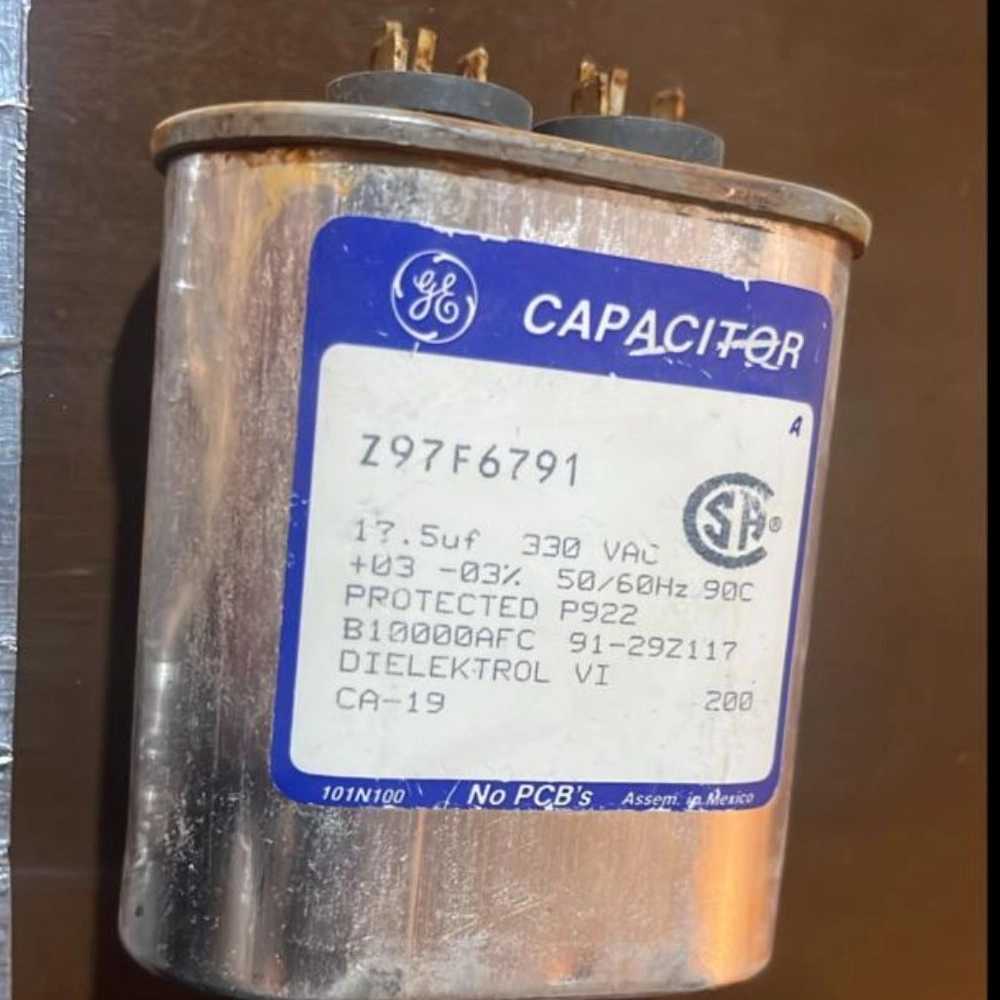 GE CAPACITOR
A
Z97F6791
SA®
17.5uf 330 VAC
+03 -03% 50/60Hz 90C
PROTECTED P922
B10000AFC 91-29Z117
DIELEKTROL VI
CA-19 200
101N100 No PCB's Assem. in Mexico